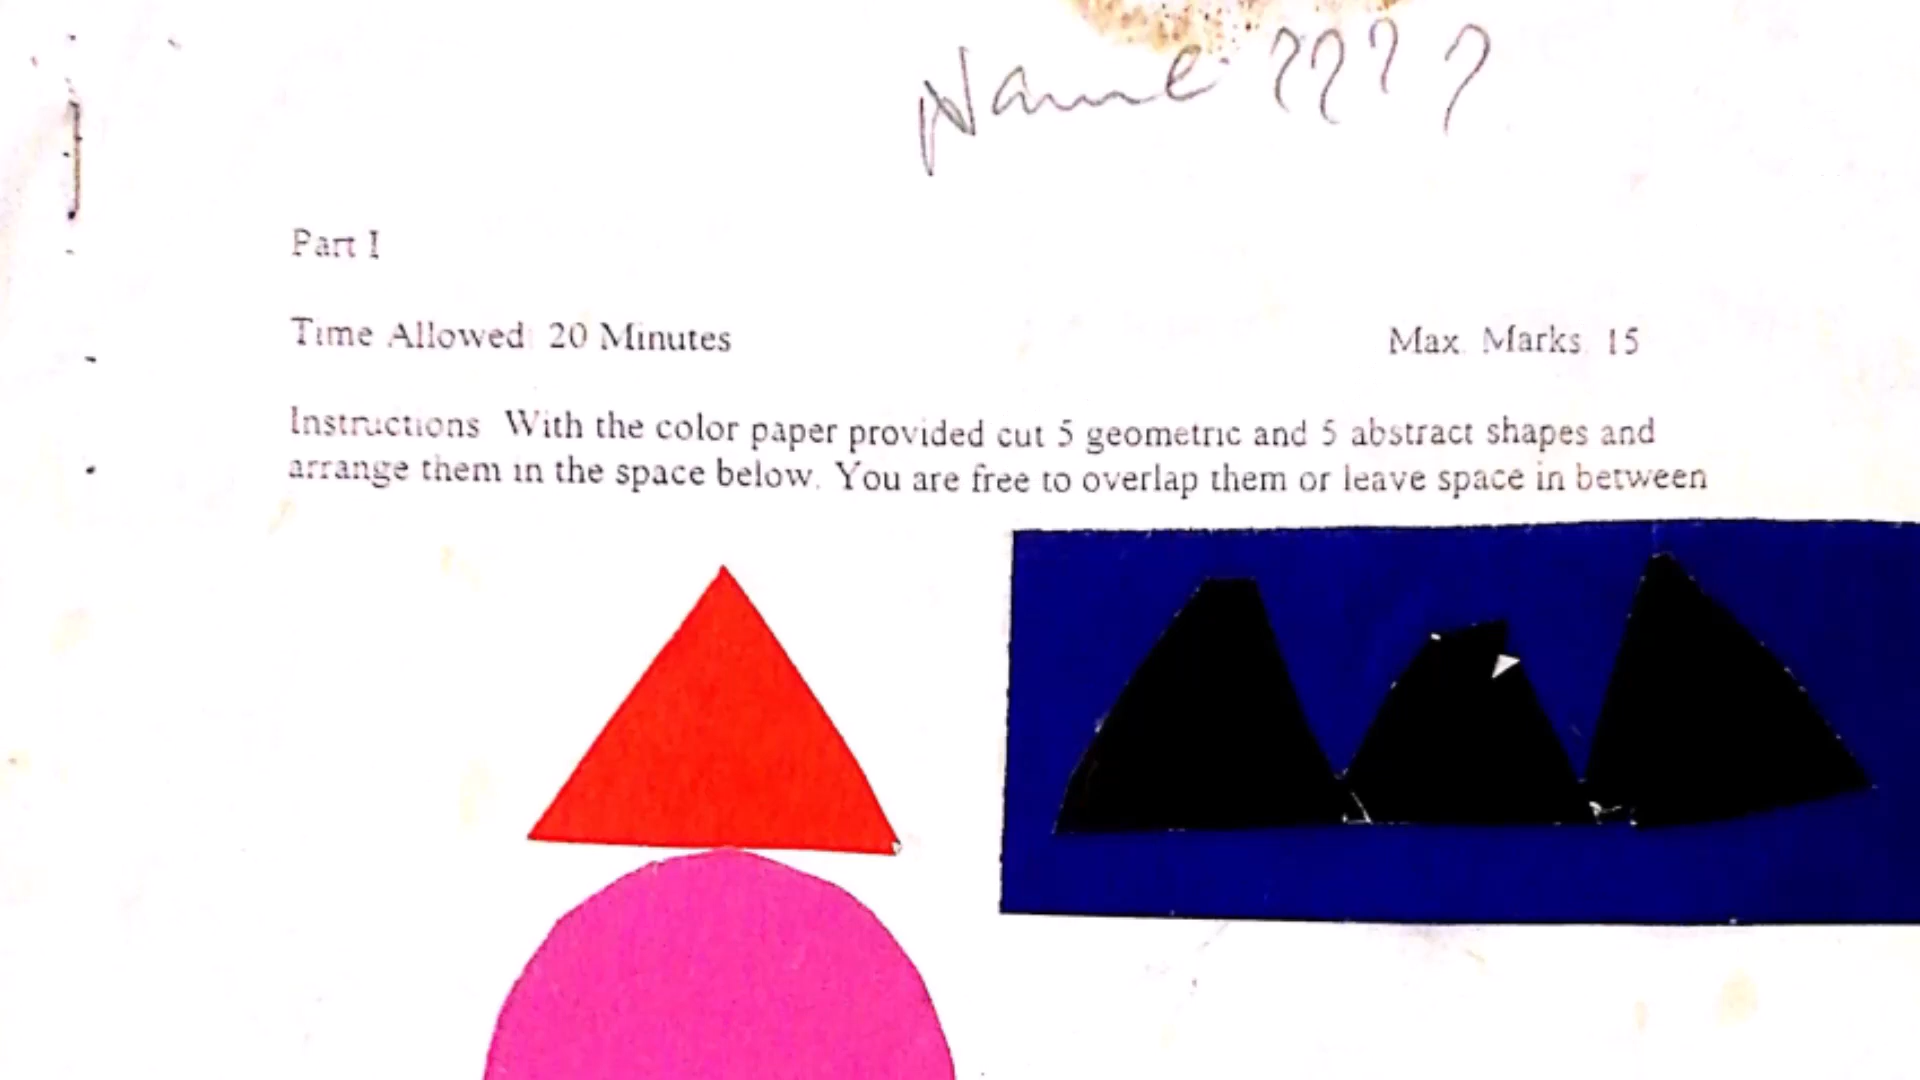 Name ????
Part I
Time Allowed: 20 Minutes Max. Marks. 15
Instructions With the color paper provided cut 5 geometric and 5 abstract shapes and
arrange them in the space below. You are free to overlap them or leave space in between